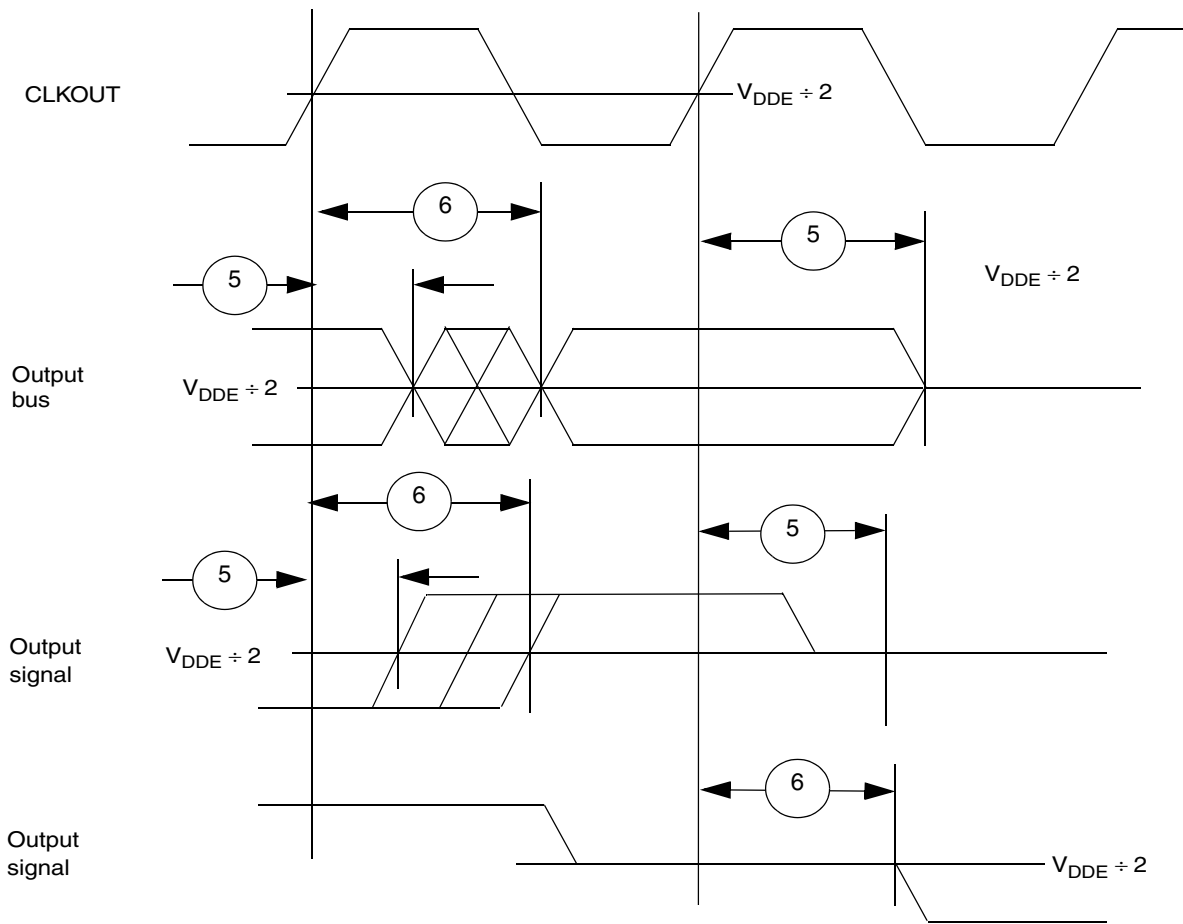 CLKOUT
V_DDE ÷ 2
6
5
5
V_DDE ÷ 2
Output
bus
V_DDE ÷ 2
6
5
5
Output
signal
V_DDE ÷ 2
6
Output
signal
V_DDE ÷ 2